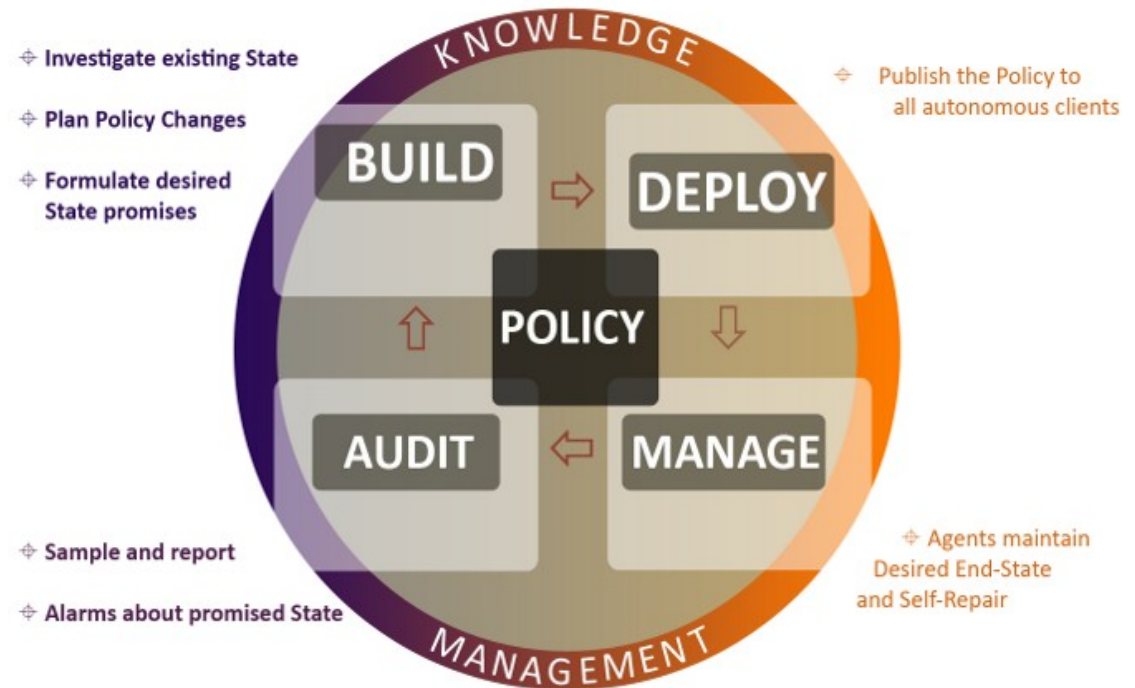 KNOWLEDGE
Investigate existing State
Plan Policy Changes
Formulate desired
State promises
Publish the Policy to
all autonomous clients
BUILD
DEPLOY
POLICY
AUDIT
MANAGE
Sample and report
Alarms about promised State
Agents maintain
Desired End-State
and Self-Repair
MANAGEMENT